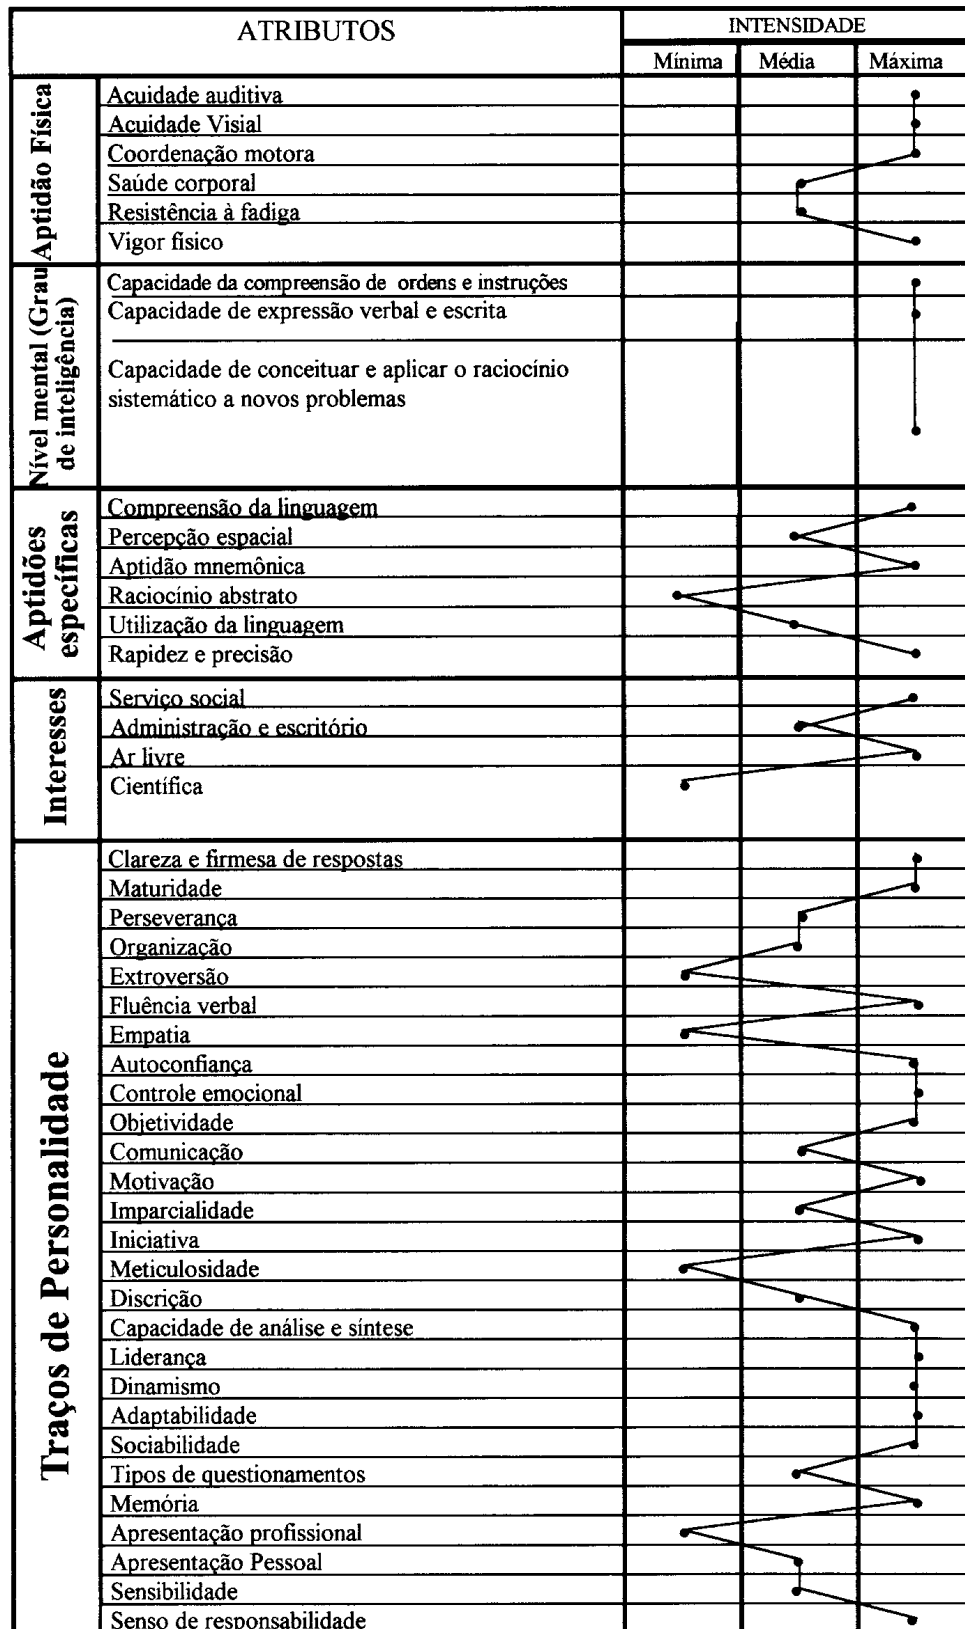 ATRIBUTOS
INTENSIDADE
Mínima
Média
Máxima
Aptidão Física
Acuidade auditiva
Acuidade Visial
Coordenação motora
Saúde corporal
Resistência à fadiga
Vigor físico
Nível mental (Grau
de inteligência)
Capacidade da compreensão de ordens e instruções
Capacidade de expressão verbal e escrita
Capacidade de conceituar e aplicar o raciocínio
sistemático a novos problemas
Aptidões
específicas
Compreensão da linguagem
Percepção espacial
Aptidão mnemônica
Raciocínio abstrato
Utilização da linguagem
Rapidez e precisão
Interesses
Serviço social
Administração e escritório
Ar livre
Científica
Traços de Personalidade
Clareza e firmesa de respostas
Maturidade
Perseverança
Organização
Extroversão
Fluência verbal
Empatia
Autoconfiança
Controle emocional
Objetividade
Comunicação
Motivação
Imparcialidade
Iniciativa
Meticulosidade
Discrição
Capacidade de análise e síntese
Liderança
Dinamismo
Adaptabilidade
Sociabilidade
Tipos de questionamentos
Memória
Apresentação profissional
Apresentação Pessoal
Sensibilidade
Senso de responsabilidade